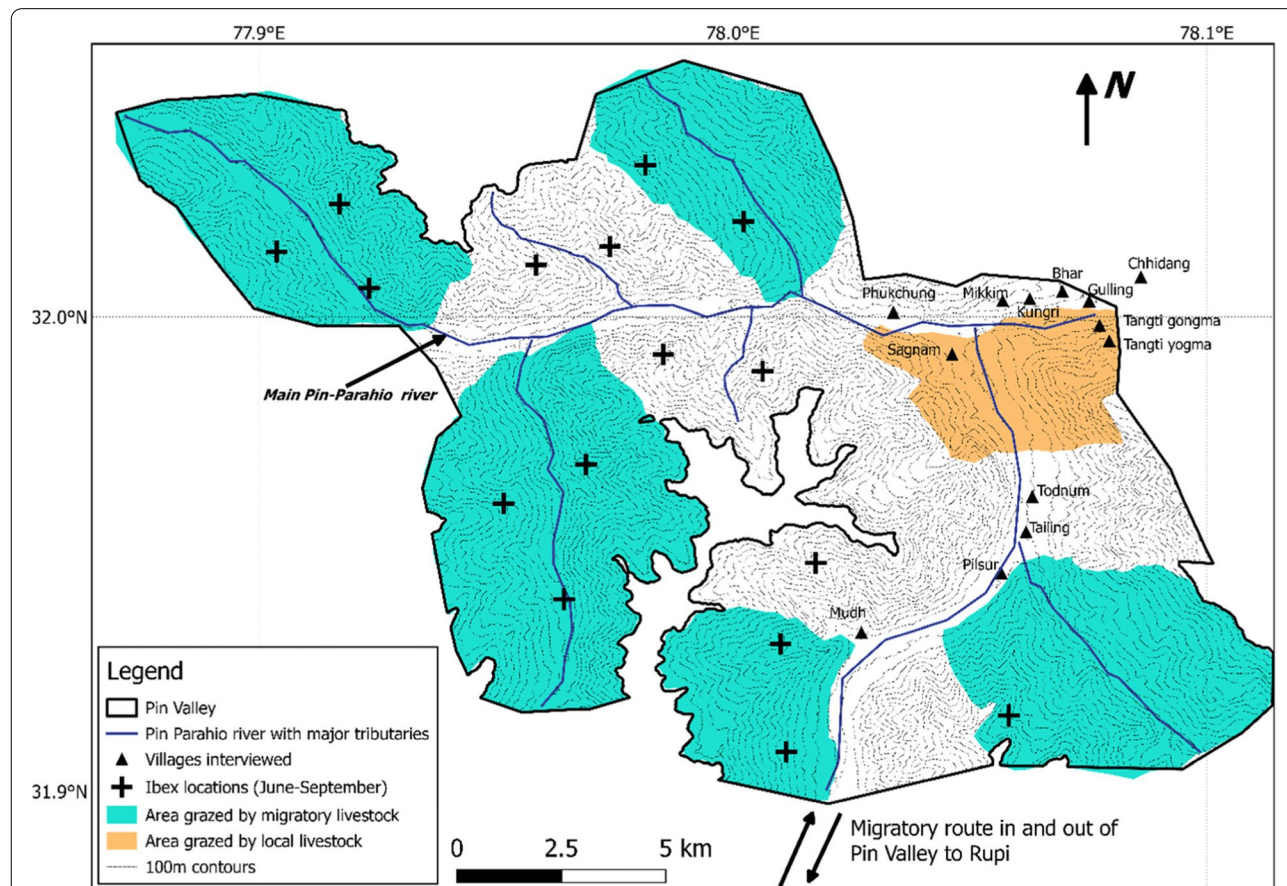 77.9°E
78.0°E
78.1°E
N
Chhidang
Bhar
Phukchung
Mikkim
Gulling
Kungri
32.0°N
Tangti gongma
Sagnam
Tangti yogma
Main Pin-Parahio river
Todnum
Tailing
Pilsur
Mudh
Legend
Pin Valley
Pin Parahio river with major tributaries
Villages interviewed
Ibex locations (June-September)
Area grazed by migratory livestock
Area grazed by local livestock
100m contours
31.9°N
0 2.5 5 km
Migratory route in and out of
Pin Valley to Rupi